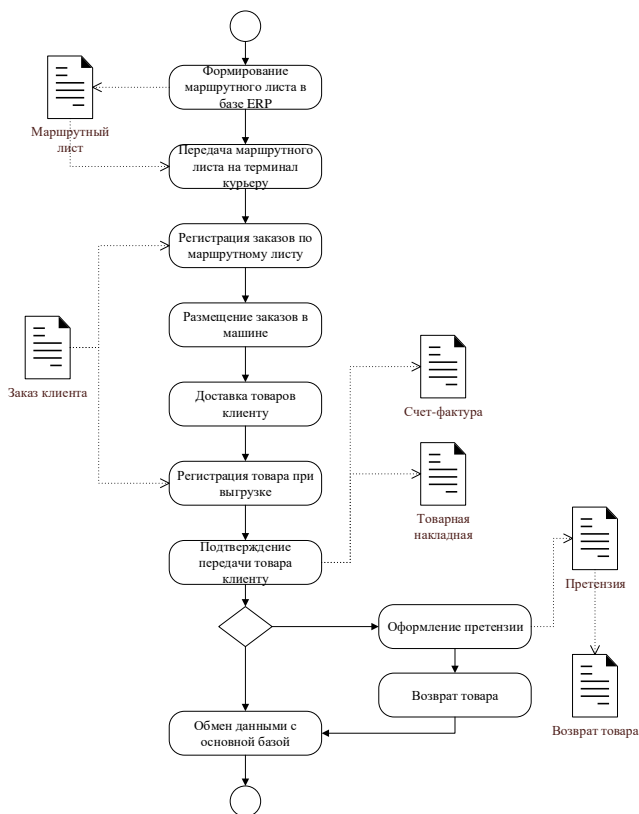 Формирование
маршрутного листа в
базе ERP
Маршрутный
лист
Передача маршрутного
листа на терминал
курьеру
Регистрация заказов по
маршрутному листу
Размещение заказов в
машине
Заказ клиента
Доставка товаров
клиенту
Счет-фактура
Регистрация товара при
выгрузке
Товарная
накладная
Подтверждение
передачи товара
клиенту
Претензия
Оформление претензии
Возврат товара
Возврат товара
Обмен данными с
основной базой